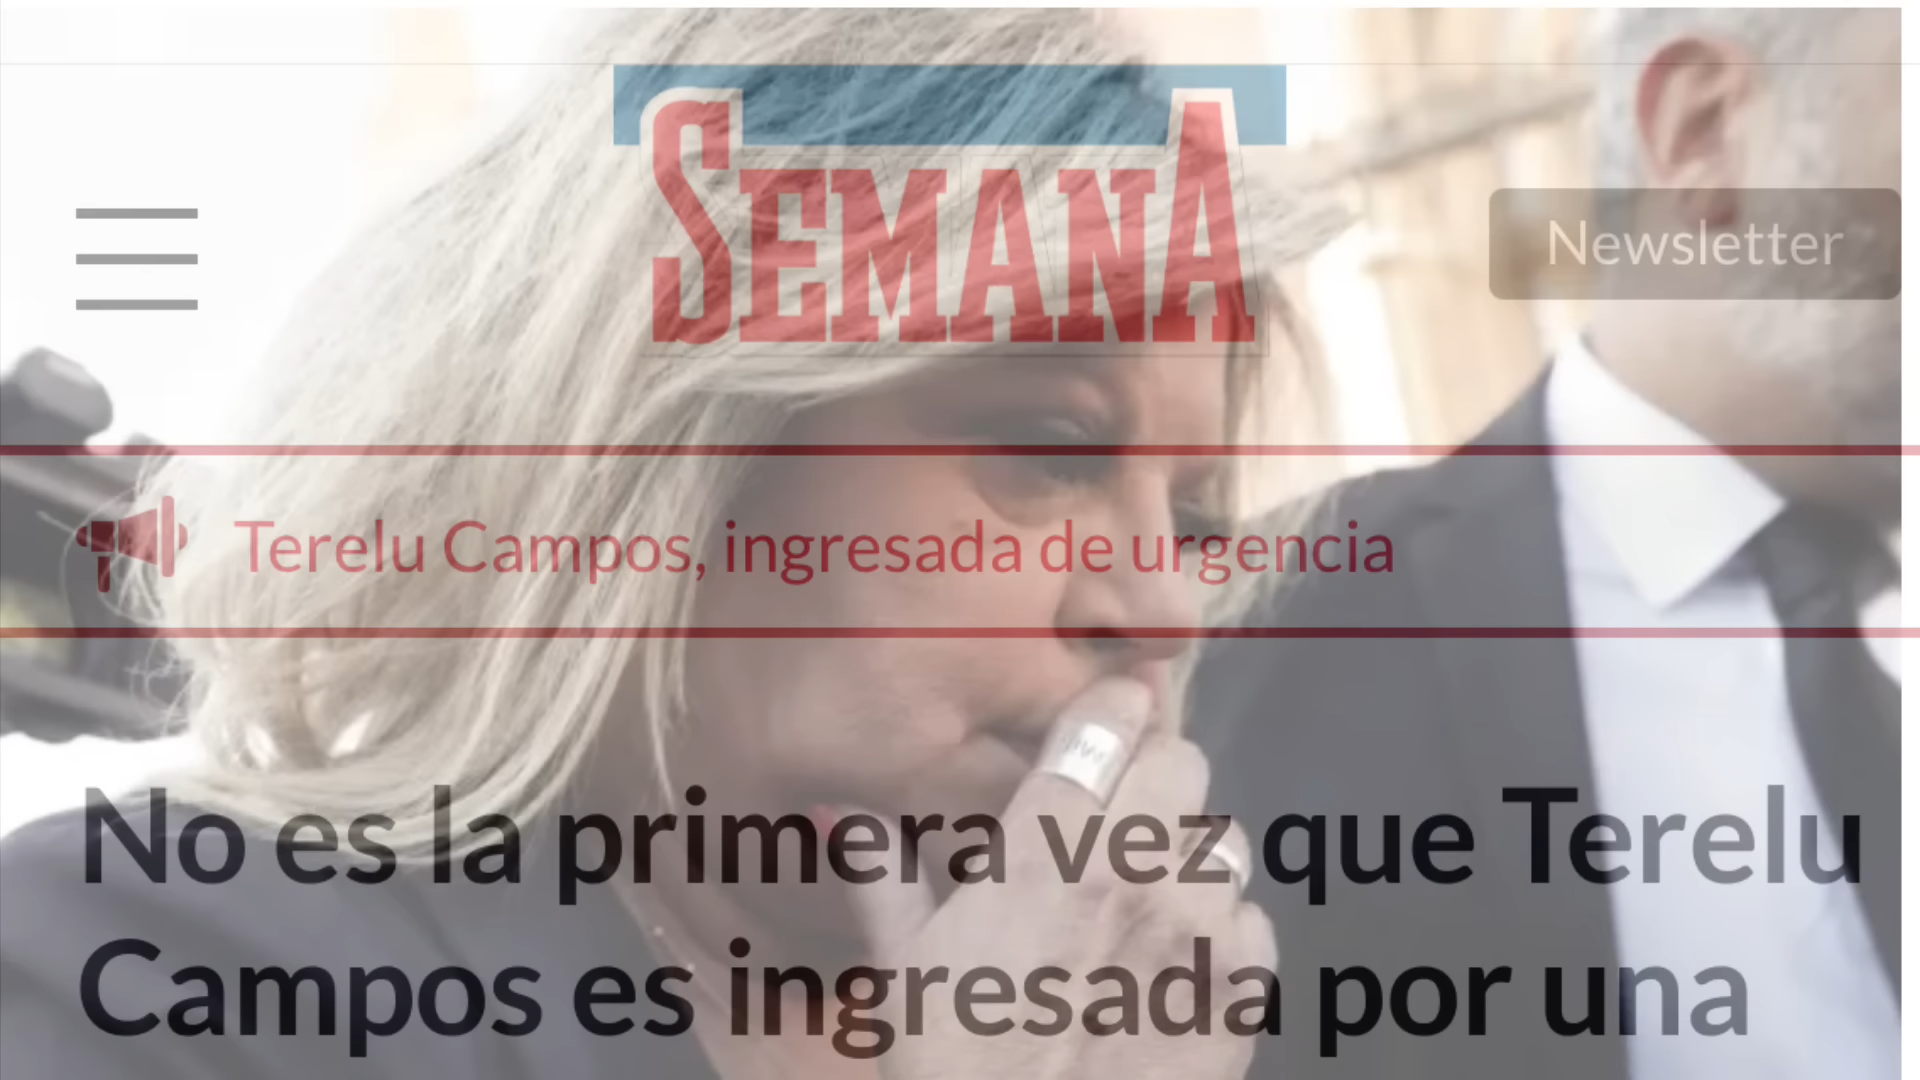 SEMANA
Newsletter
Terelu Campos, ingresada de urgencia
No es la primera vez que Terelu
Campos es ingresada por una